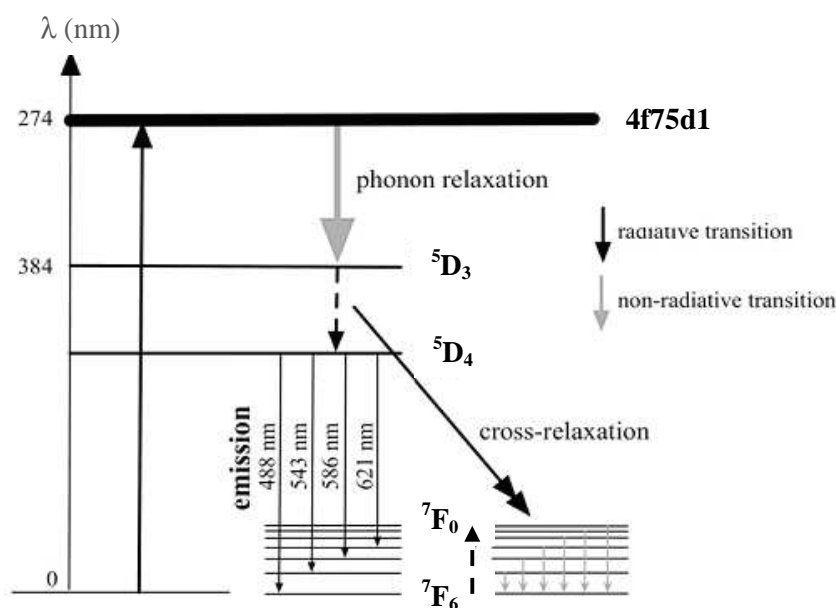 λ (nm)
274
4f75d1
phonon relaxation
radiative transition
384
⁵D₃
non-radiative transition
⁵D₄
cross-relaxation
emission
488 nm
543 nm
586 nm
621 nm
⁷F₀
0
⁷F₆